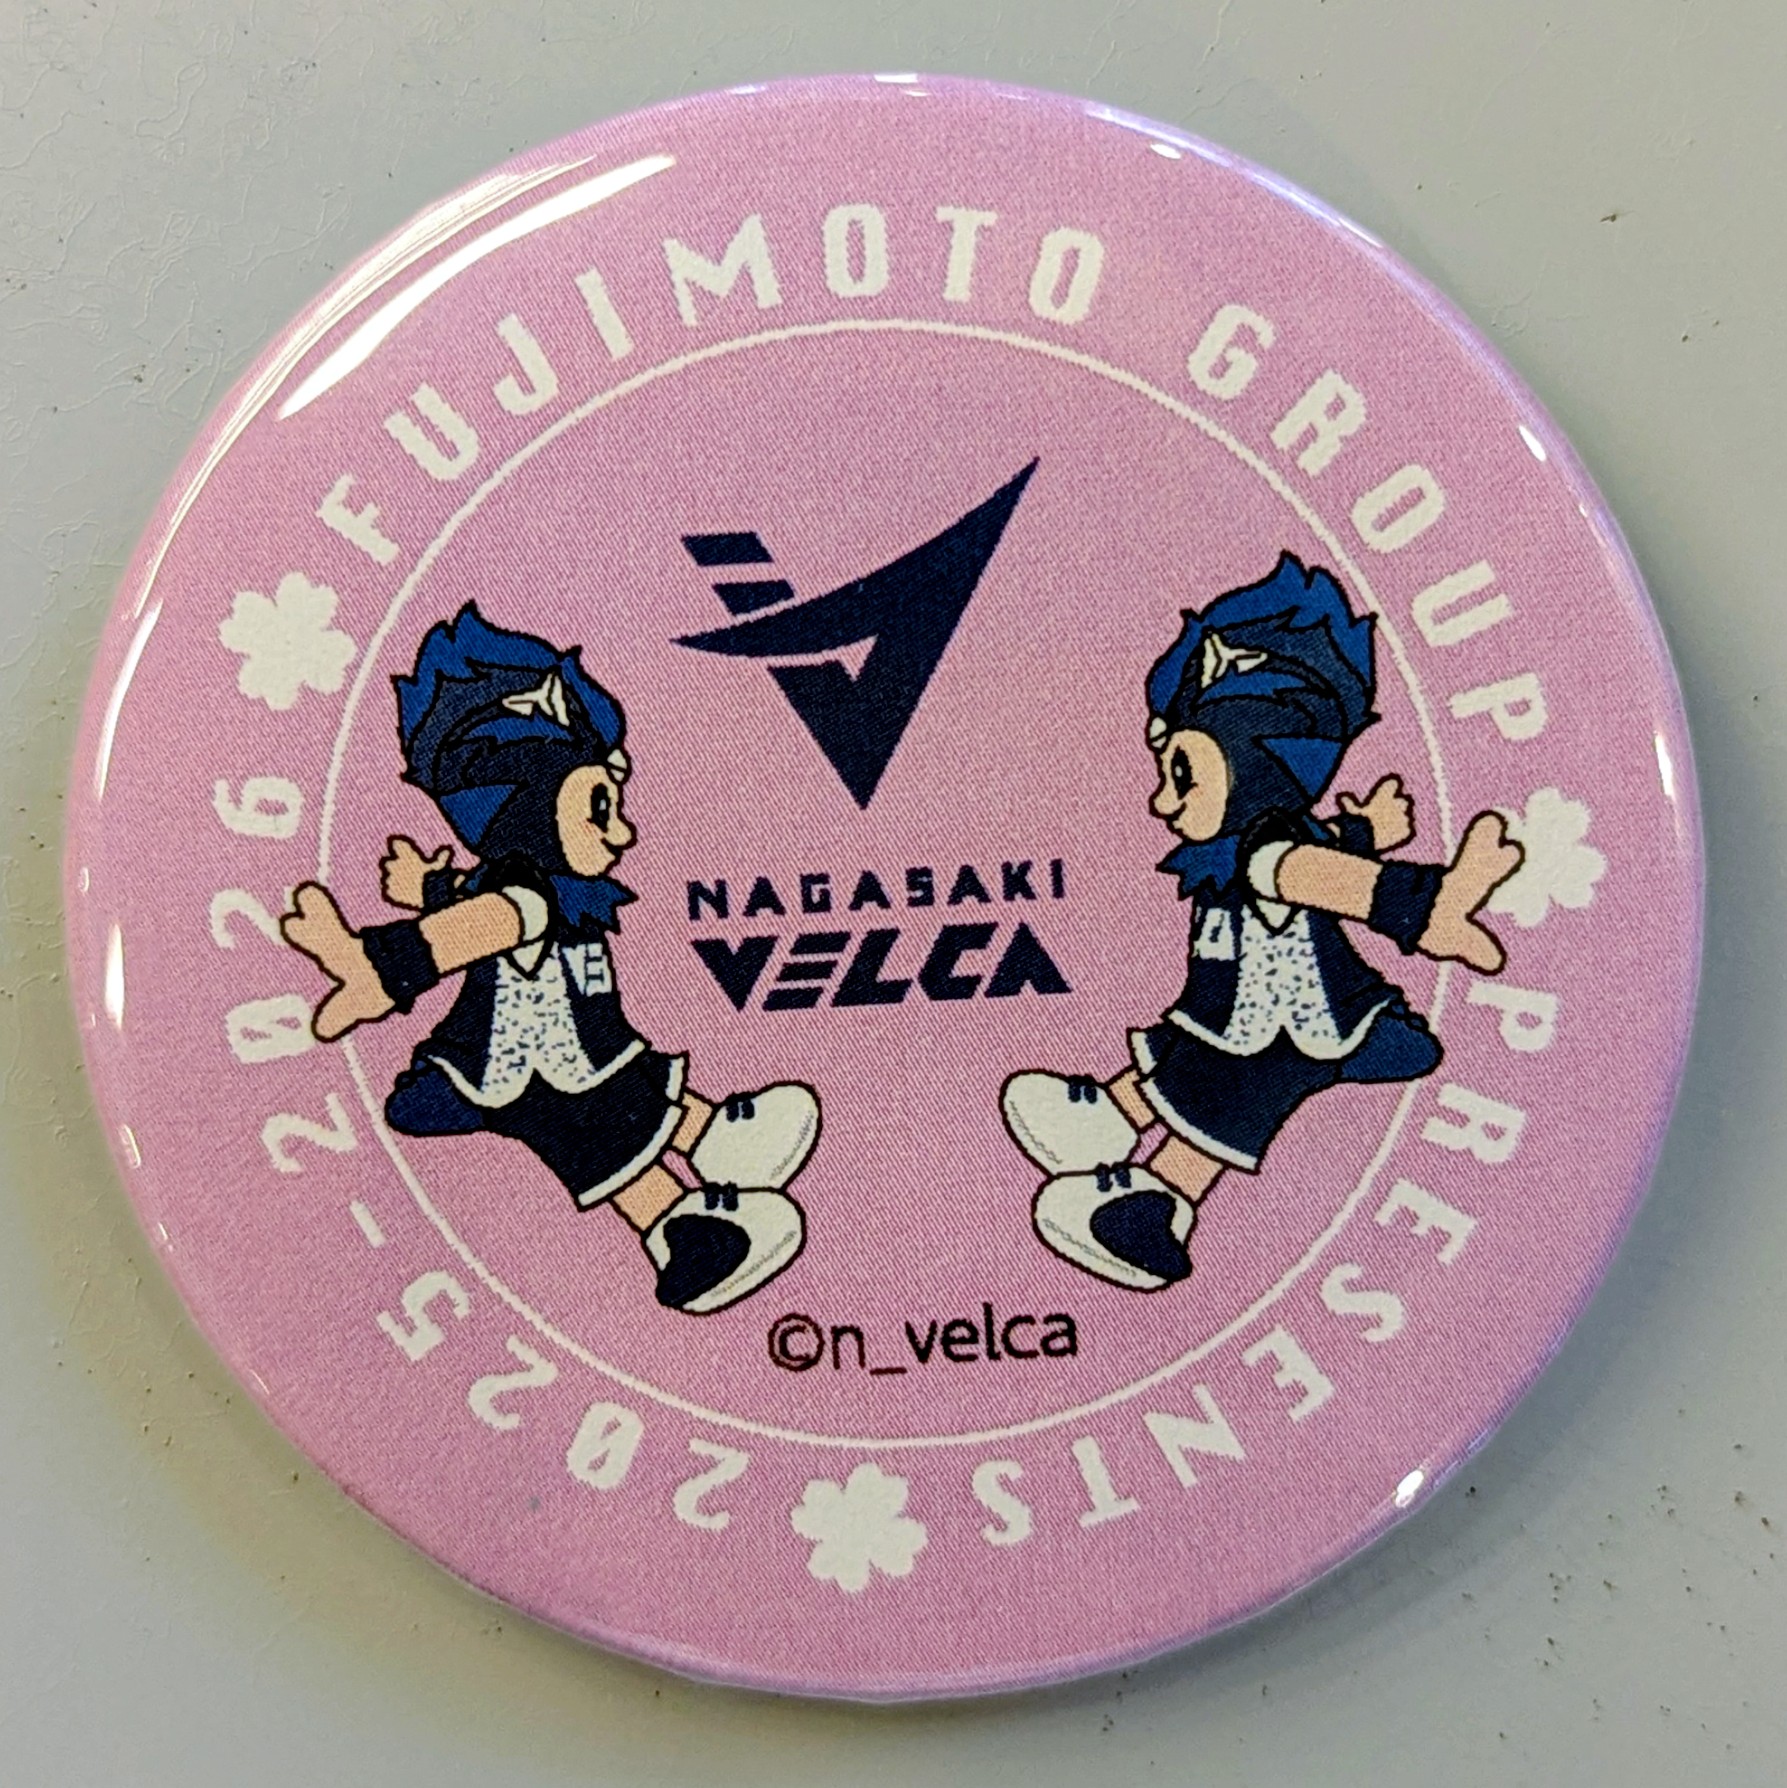 FUJIMOTO GROUP
PRESENTS
2025-2026
NAGASAKI
VELCA
©n_velca